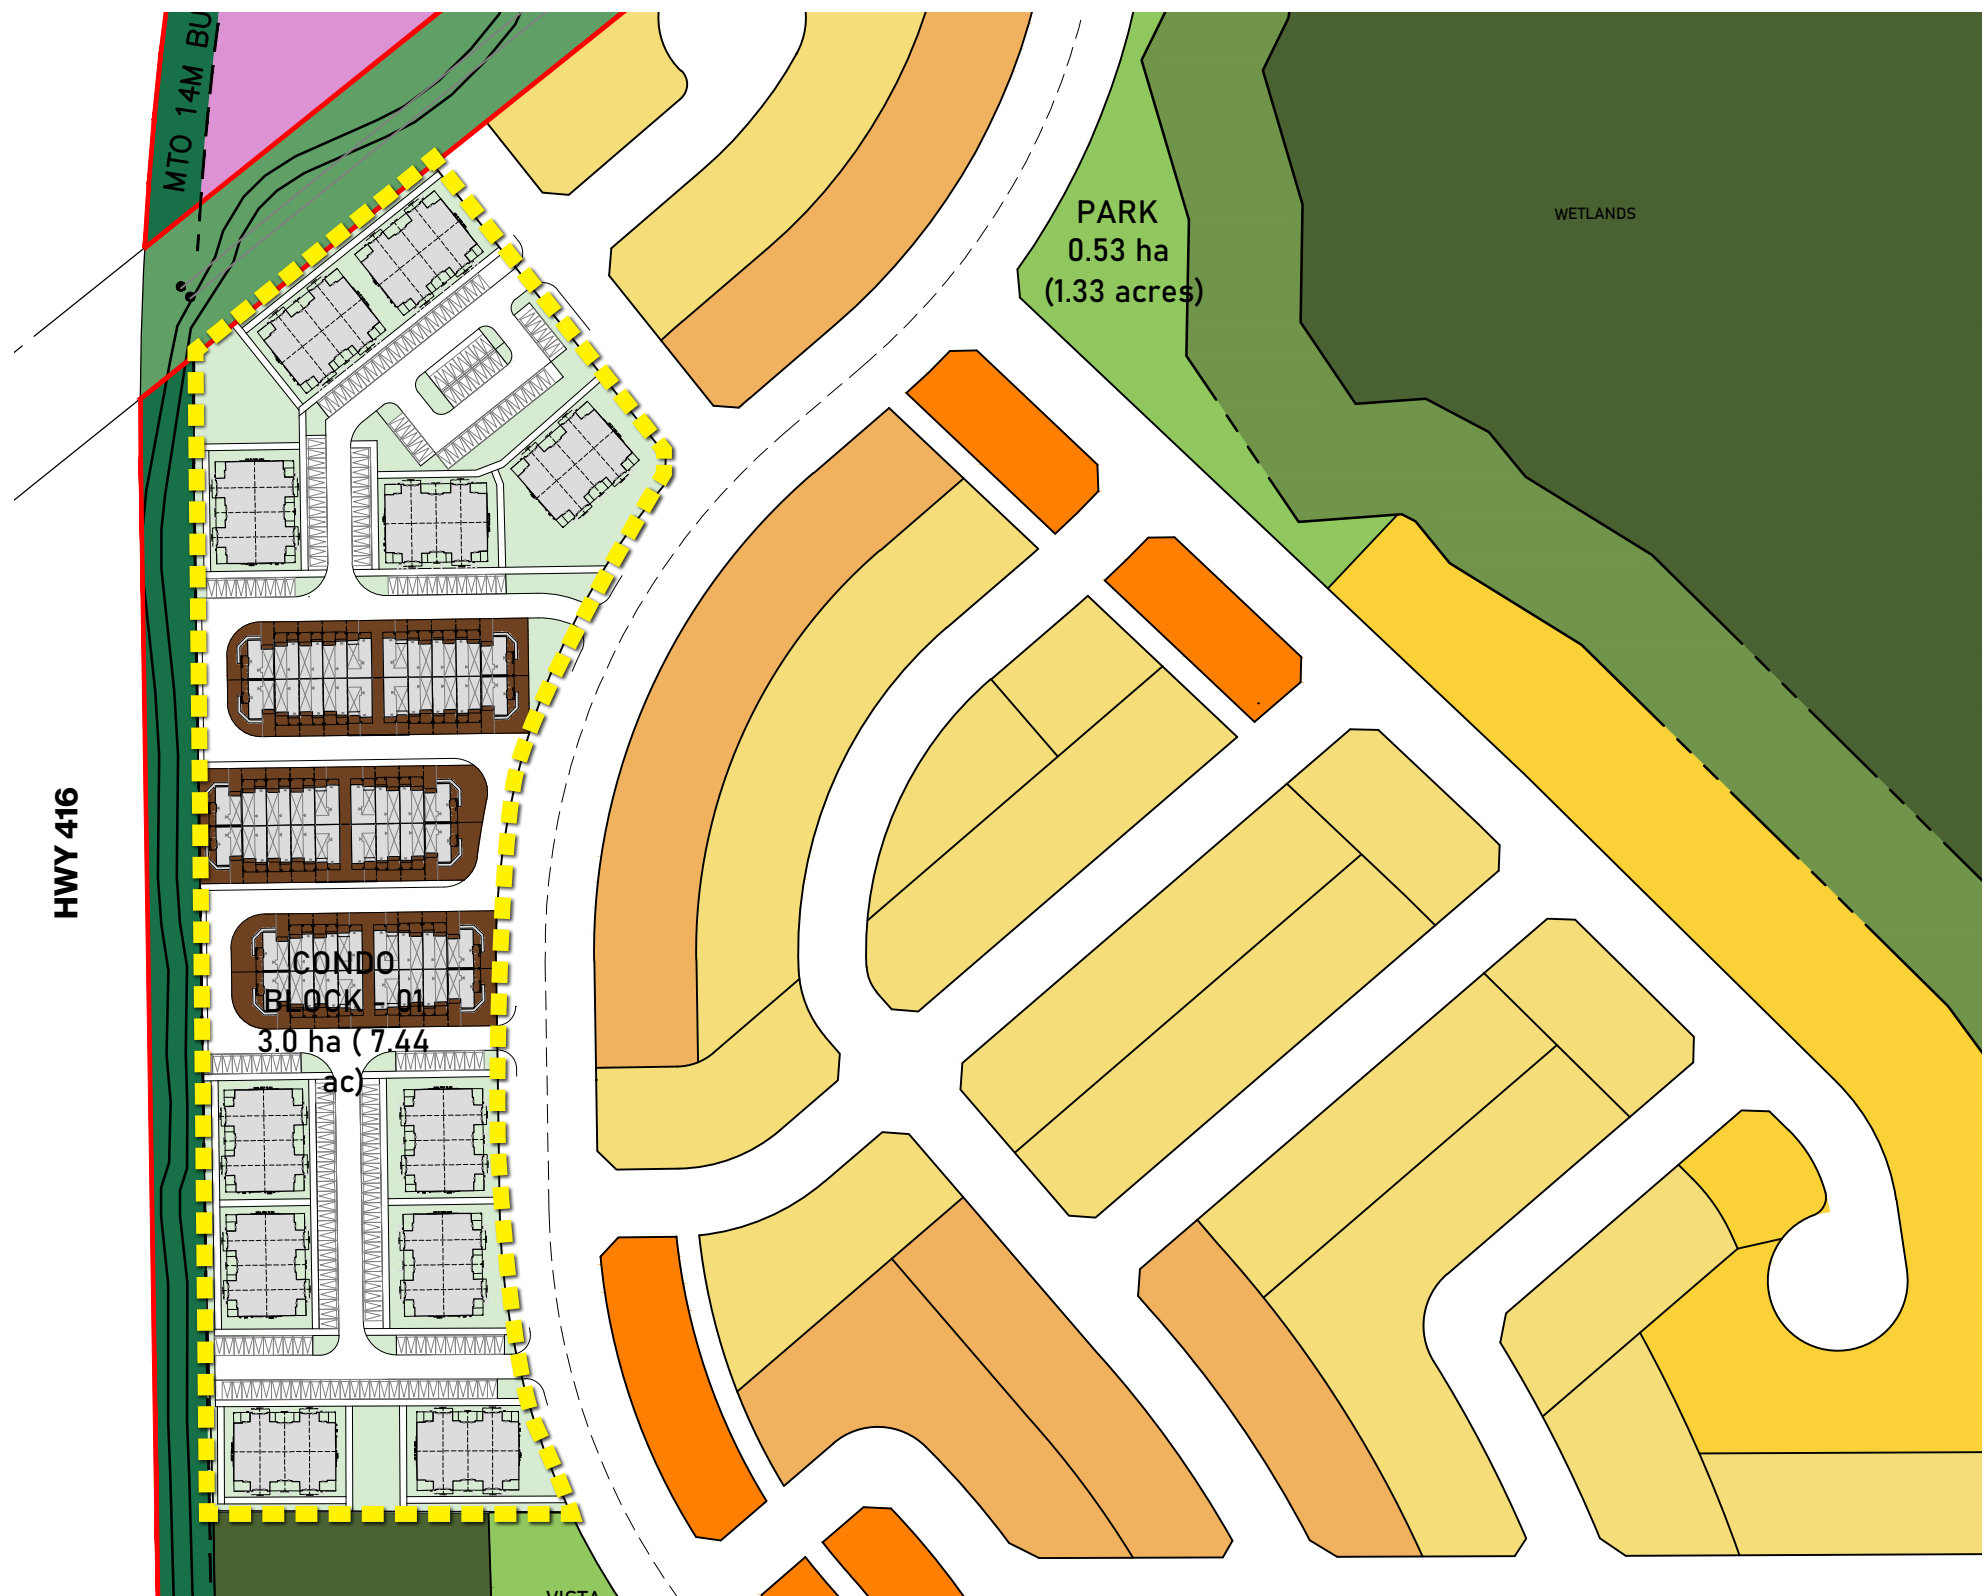 MTO 14M BU
PARK
0.53 ha
(1.33 acres)
WETLANDS
HWY 416
CONDO
BLOCK - 01
3.0 ha ( 7.44
ac)
VISTA